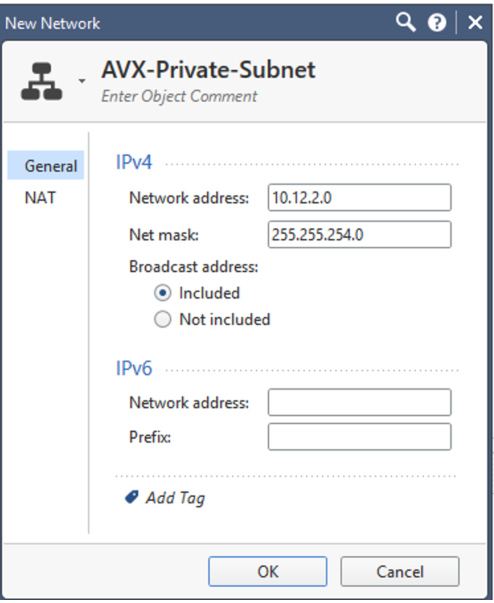 New Network
AVX-Private-Subnet
Enter Object Comment
General
NAT
IPv4
Network address: 10.12.2.0
Net mask: 255.255.254.0
Broadcast address:
Included
Not included
IPv6
Network address:
Prefix:
Add Tag
OK Cancel